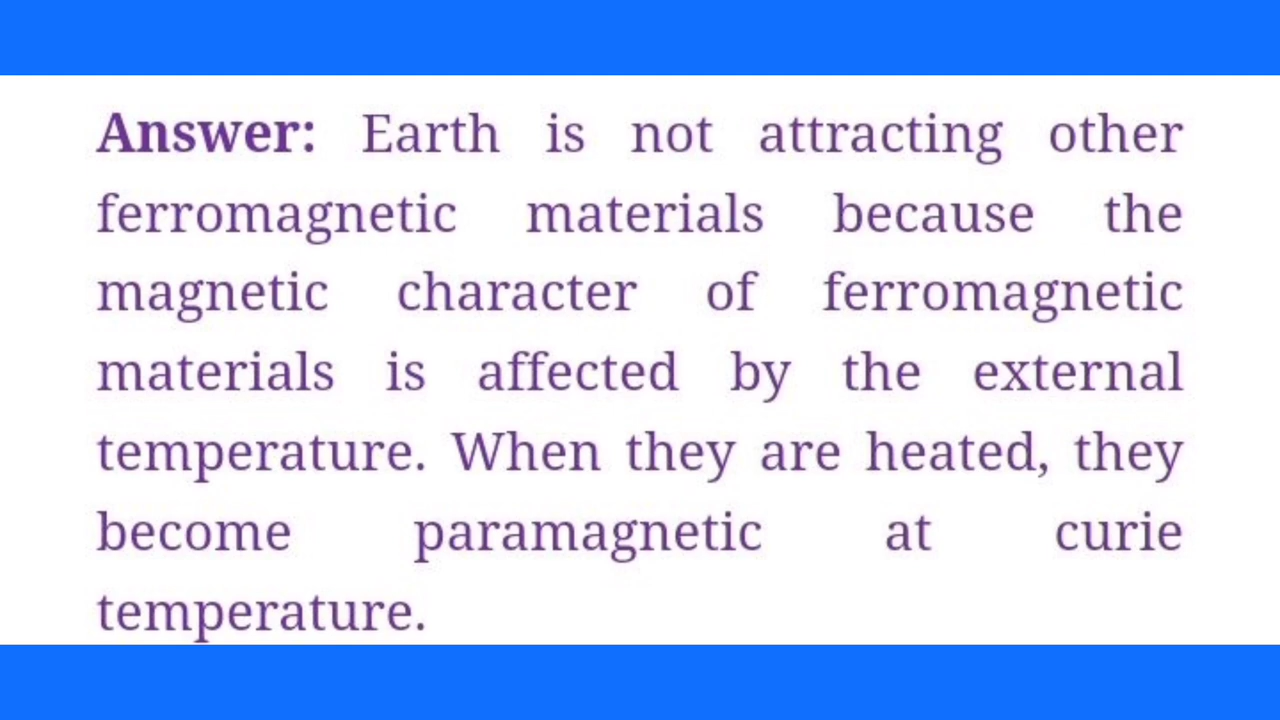 Answer: Earth is not attracting other
ferromagnetic materials because the
magnetic character of ferromagnetic
materials is affected by the external
temperature. When they are heated, they
become paramagnetic at curie
temperature.